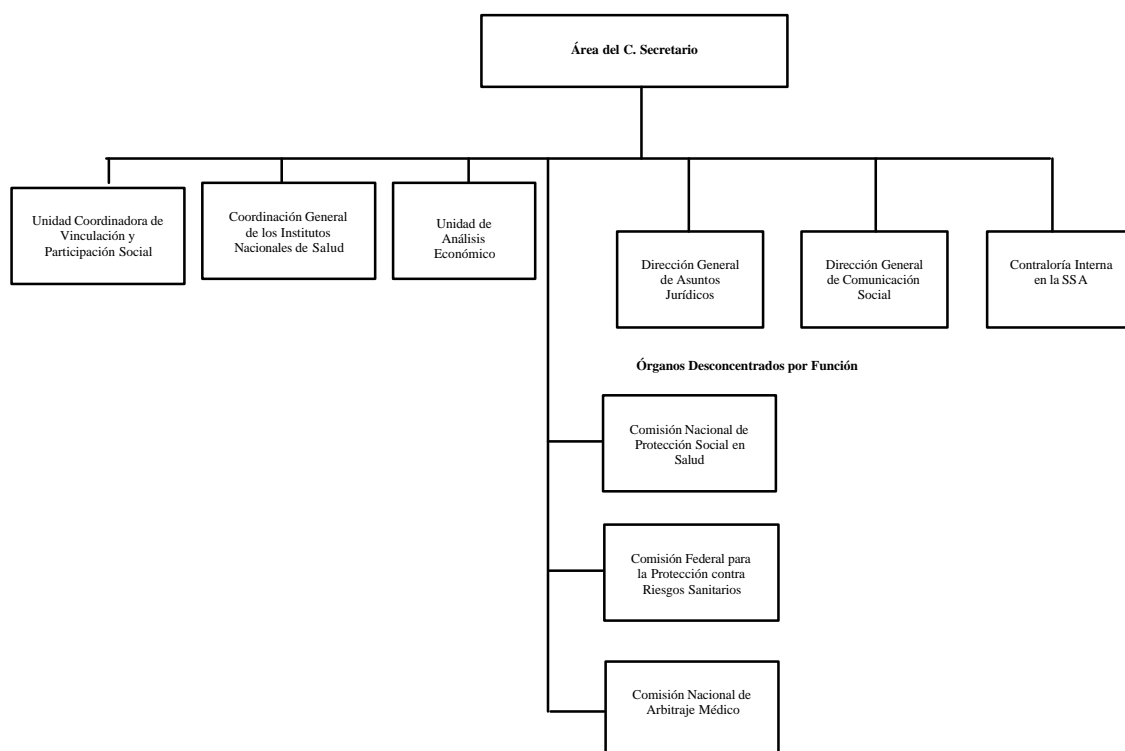 Área del C. Secretario
Unidad Coordinadora de
Vinculación y
Participación Social
Coordinación General
de los Institutos
Nacionales de Salud
Unidad de
Análisis
Económico
Dirección General
de Asuntos
Jurídicos
Dirección General
de Comunicación
Social
Contraloría Interna
en la SSA
Órganos Desconcentrados por Función
Comisión Nacional de
Protección Social en
Salud
Comisión Federal para
la Protección contra
Riesgos Sanitarios
Comisión Nacional de
Arbitraje Médico